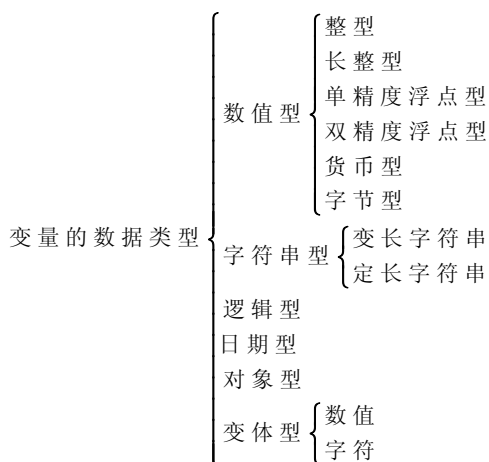 变量的数据类型
数值型
整型
长整型
单精度浮点型
双精度浮点型
货币型
字节型
字符串型
变长字符串
定长字符串
逻辑型
日期型
对象型
变体型
数值
字符